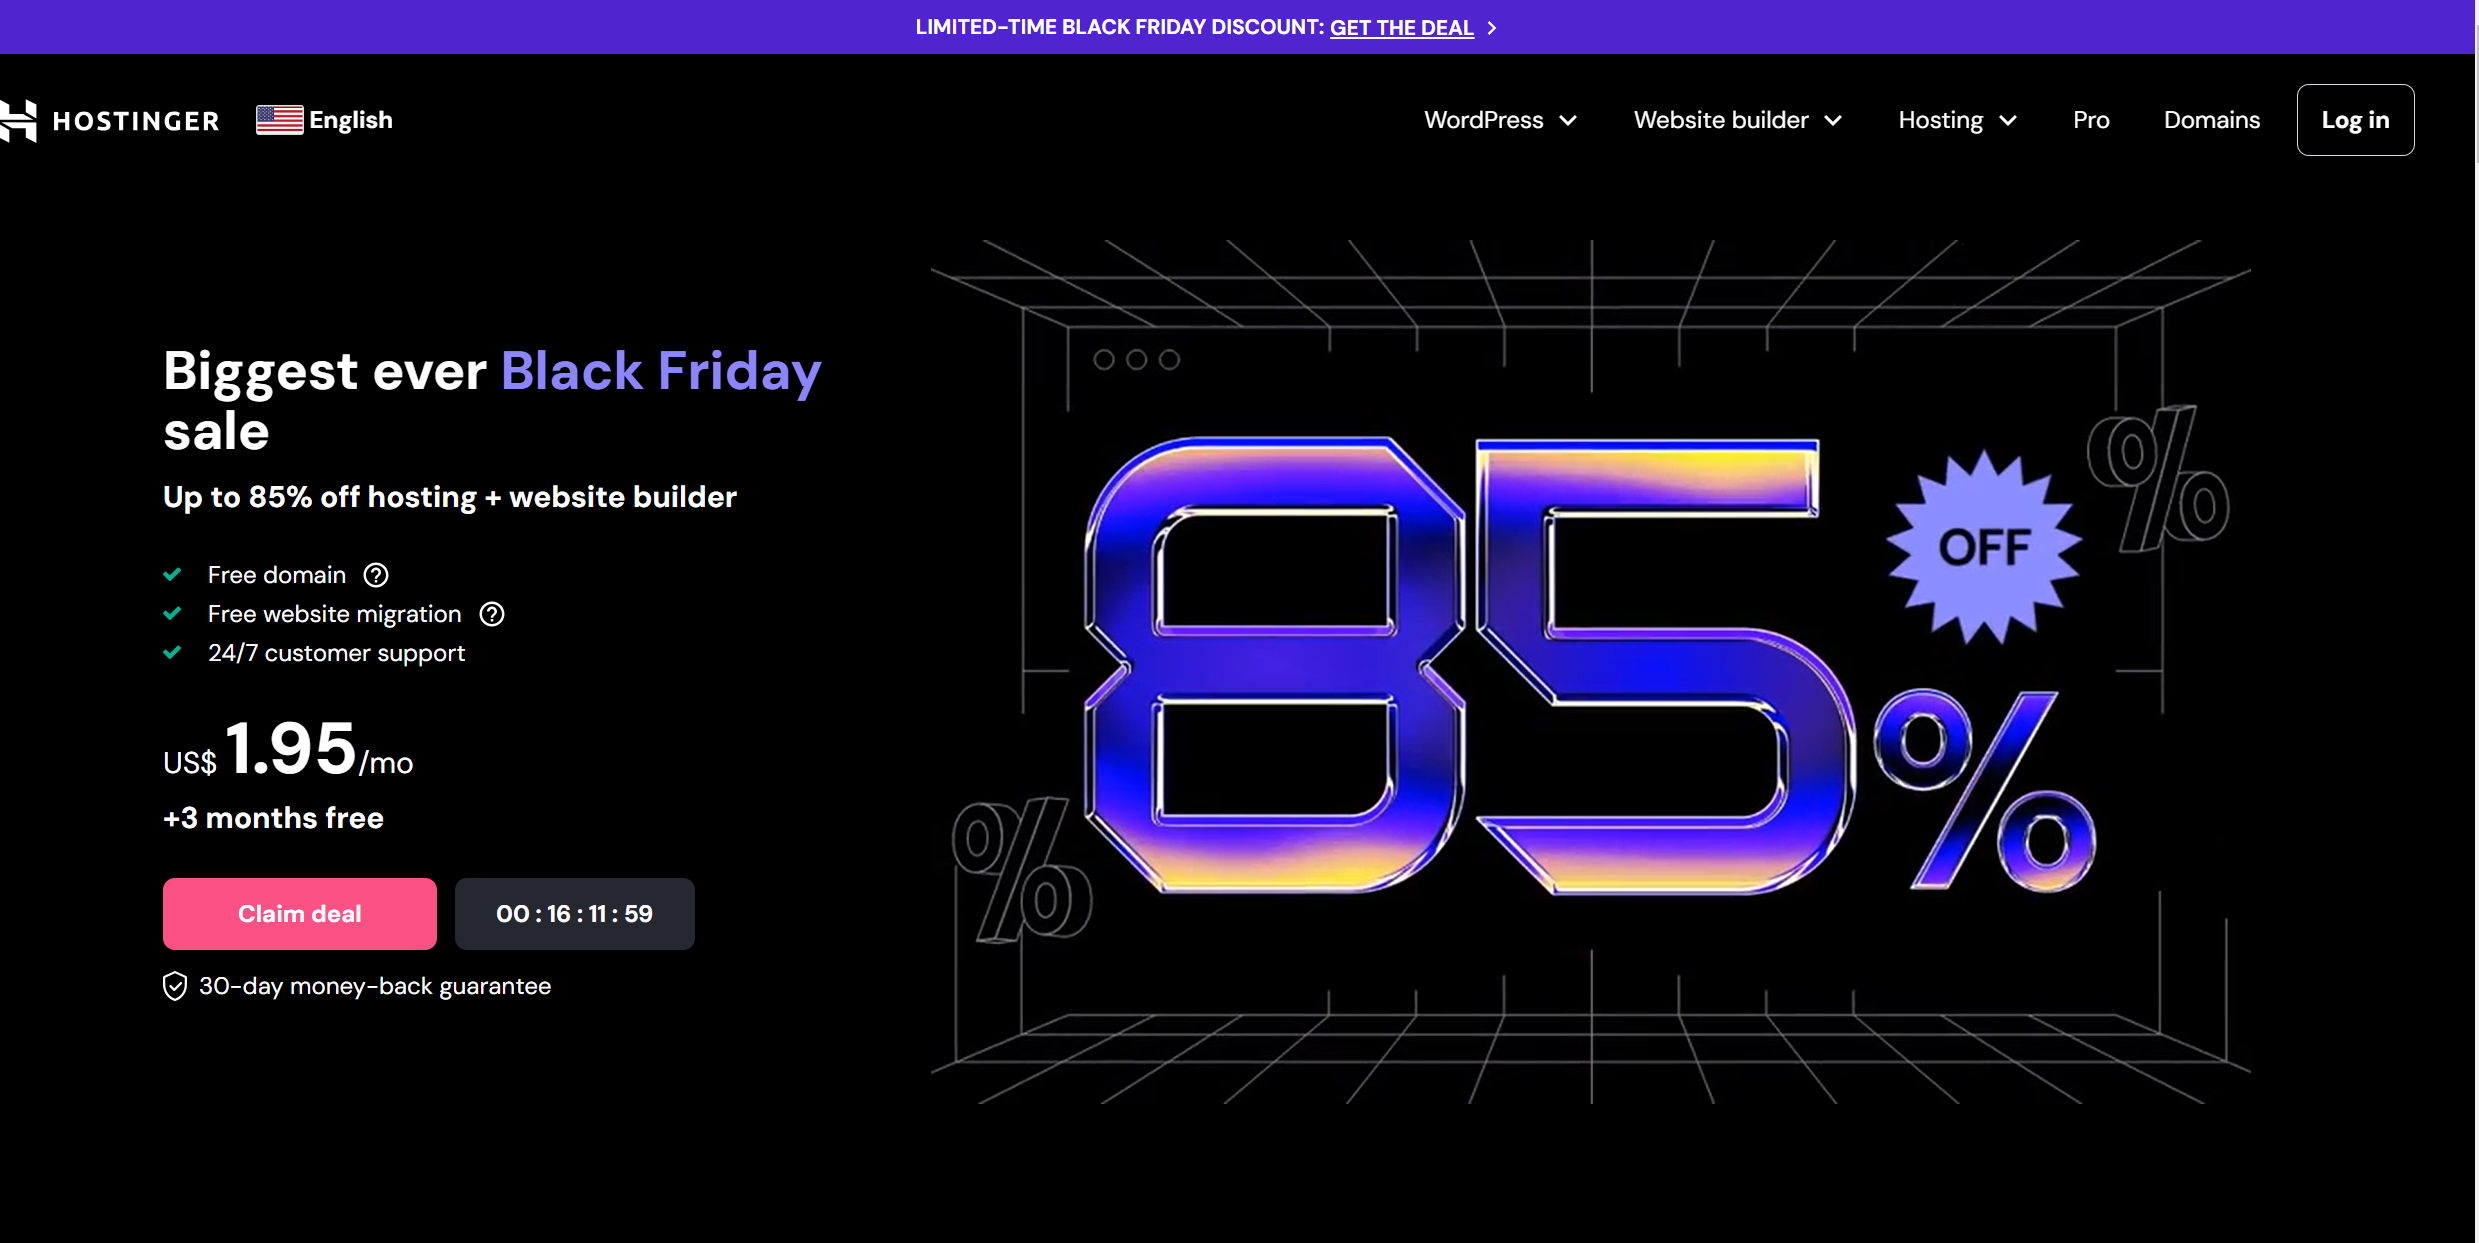 LIMITED-TIME BLACK FRIDAY DISCOUNT: GET THE DEAL
HOSTINGER English WordPress Website builder Hosting Pro Domains Log in
Biggest ever Black Friday
sale
Up to 85% off hosting + website builder
Free domain
Free website migration
24/7 customer support
US$ 1.95/mo
+3 months free
Claim deal 00 : 16 : 11 : 59
30-day money-back guarantee
85%
OFF
%
%